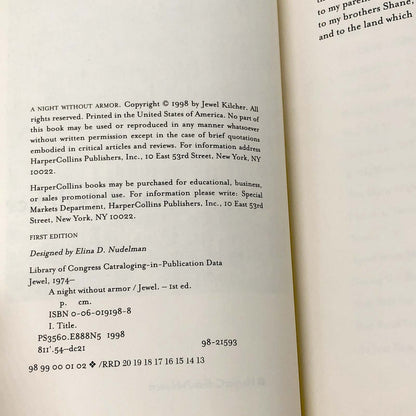 to my paren
to my brothers Shane,
and to the land which
A NIGHT WITHOUT ARMOR. Copyright © 1998 by Jewel Kilcher. All
rights reserved. Printed in the United States of America. No part of
this book may be used or reproduced in any manner whatsoever
without written permission except in the case of brief quotations
embodied in critical articles and reviews. For information address
HarperCollins Publishers, Inc., 10 East 53rd Street, New York, NY
10022.
HarperCollins books may be purchased for educational, business,
or sales promotional use. For information please write: Special
Markets Department, HarperCollins Publishers, Inc., 10 East 53rd
Street, New York, NY 10022.
FIRST EDITION
Designed by Elina D. Nudelman
Library of Congress Catraloging-in-Publication Data
Jewel, 1974–
A night without armor / Jewel. – 1st ed.
p. cm.
ISBN 0-06-019198-8
I. Title.
PS3560.E888N5 1998
811'.54–dc21 98-21593
98 99 00 01 02 ❖ /RRD 20 19 18 17 16 15 14 13